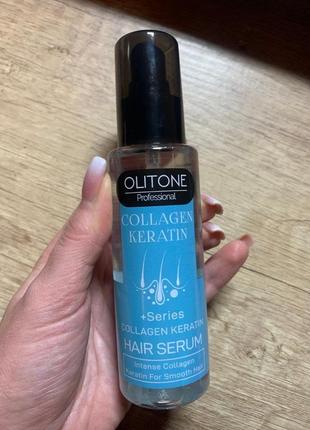 OLITONE
Professional
COLLAGEN
KERATIN
+Series
COLLAGEN KERATIN
HAIR SERUM
Intense Collagen
Keratin For Smooth Hair